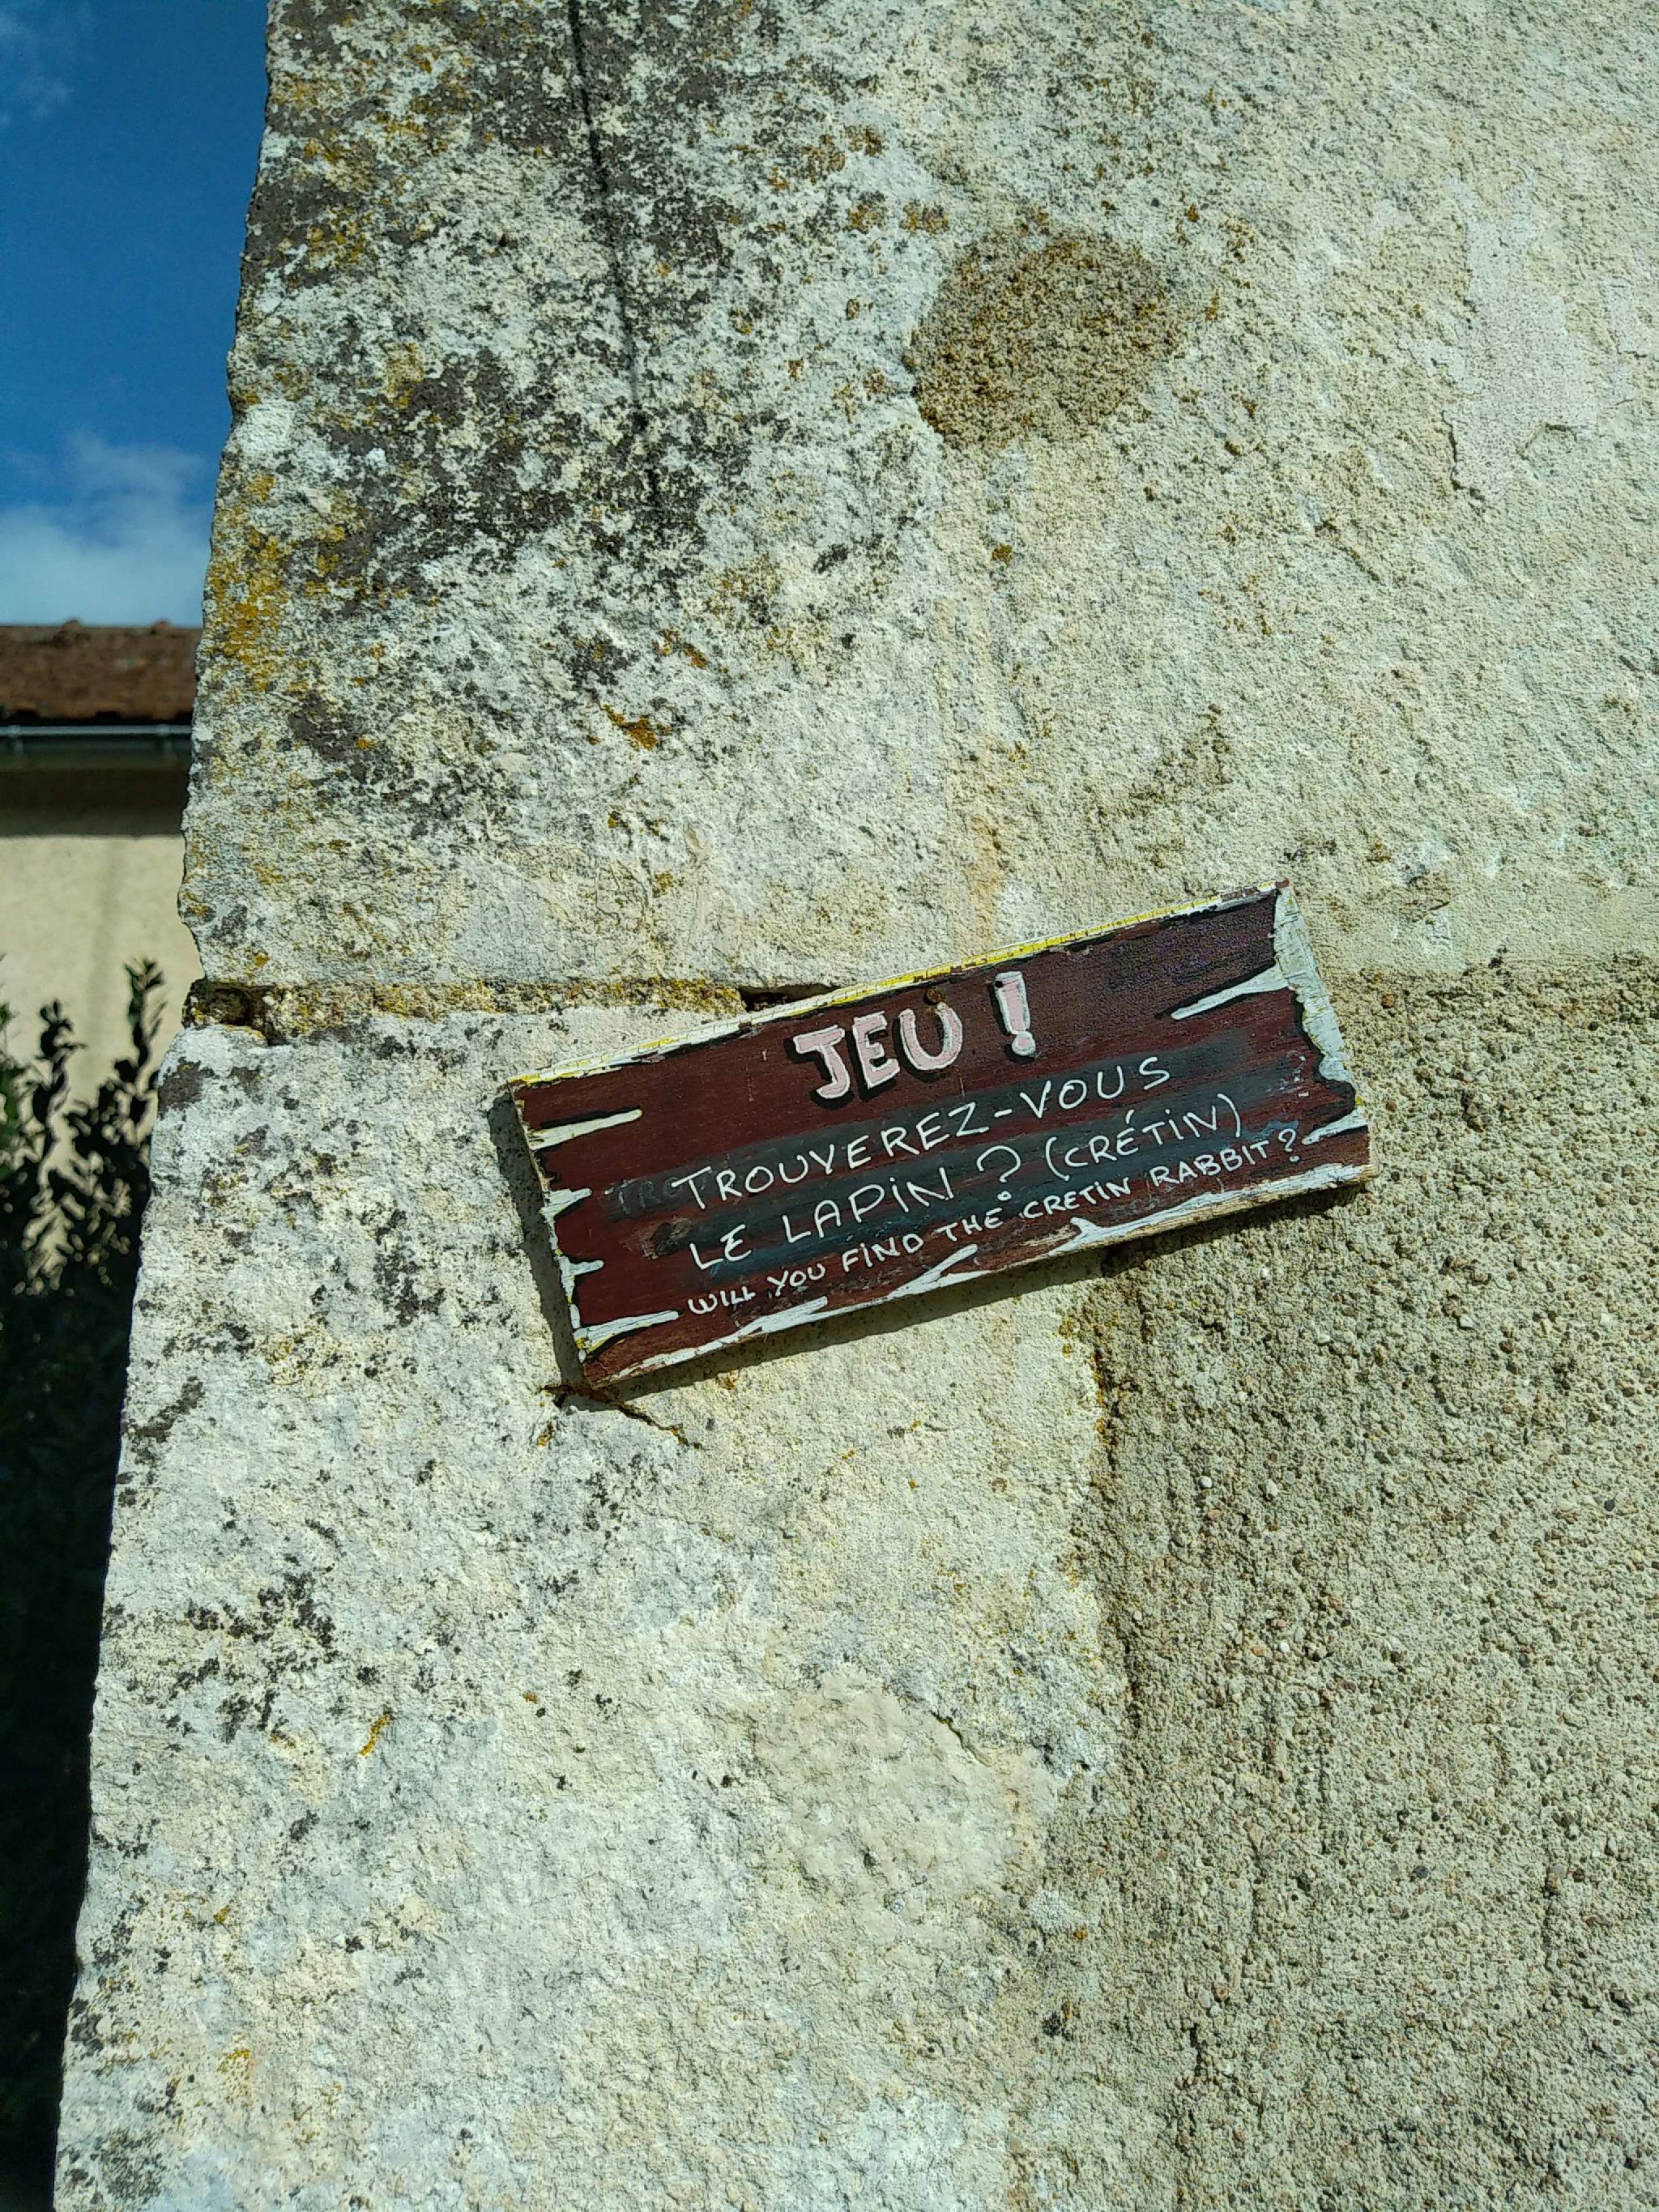 JEU !
TROUVEREZ-VOUS
LE LAPIN ? (CRÉTIN)
WILL YOU FIND THE CRETIN RABBIT ?